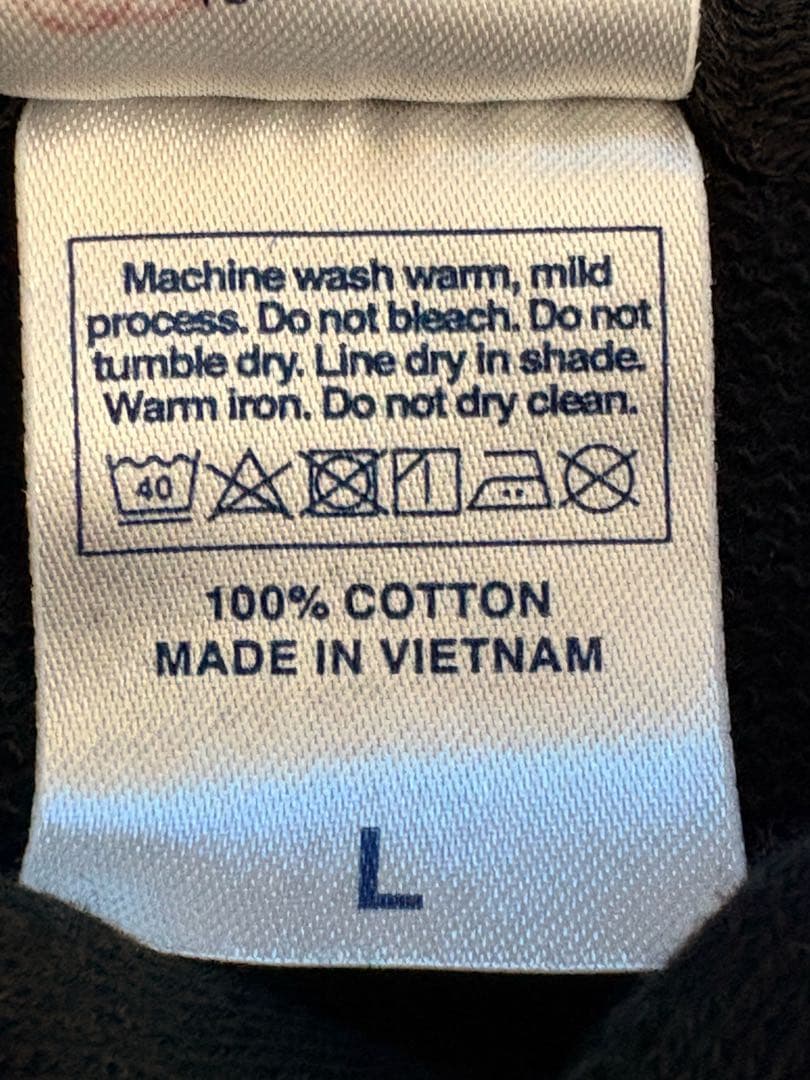 Machine wash warm, mild
process. Do not bleach. Do not
tumble dry. Line dry in shade.
Warm iron. Do not dry clean.
40
100% COTTON
MADE IN VIETNAM
L